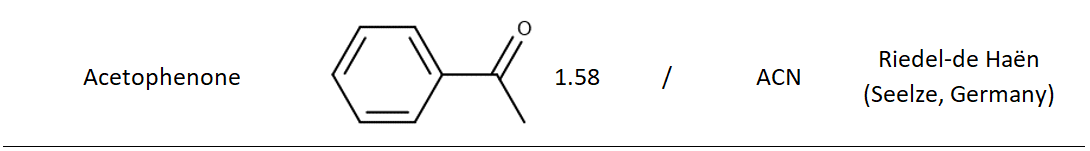 Acetophenone
O
1.58
/
ACN
Riedel-de Haën
(Seelze, Germany)